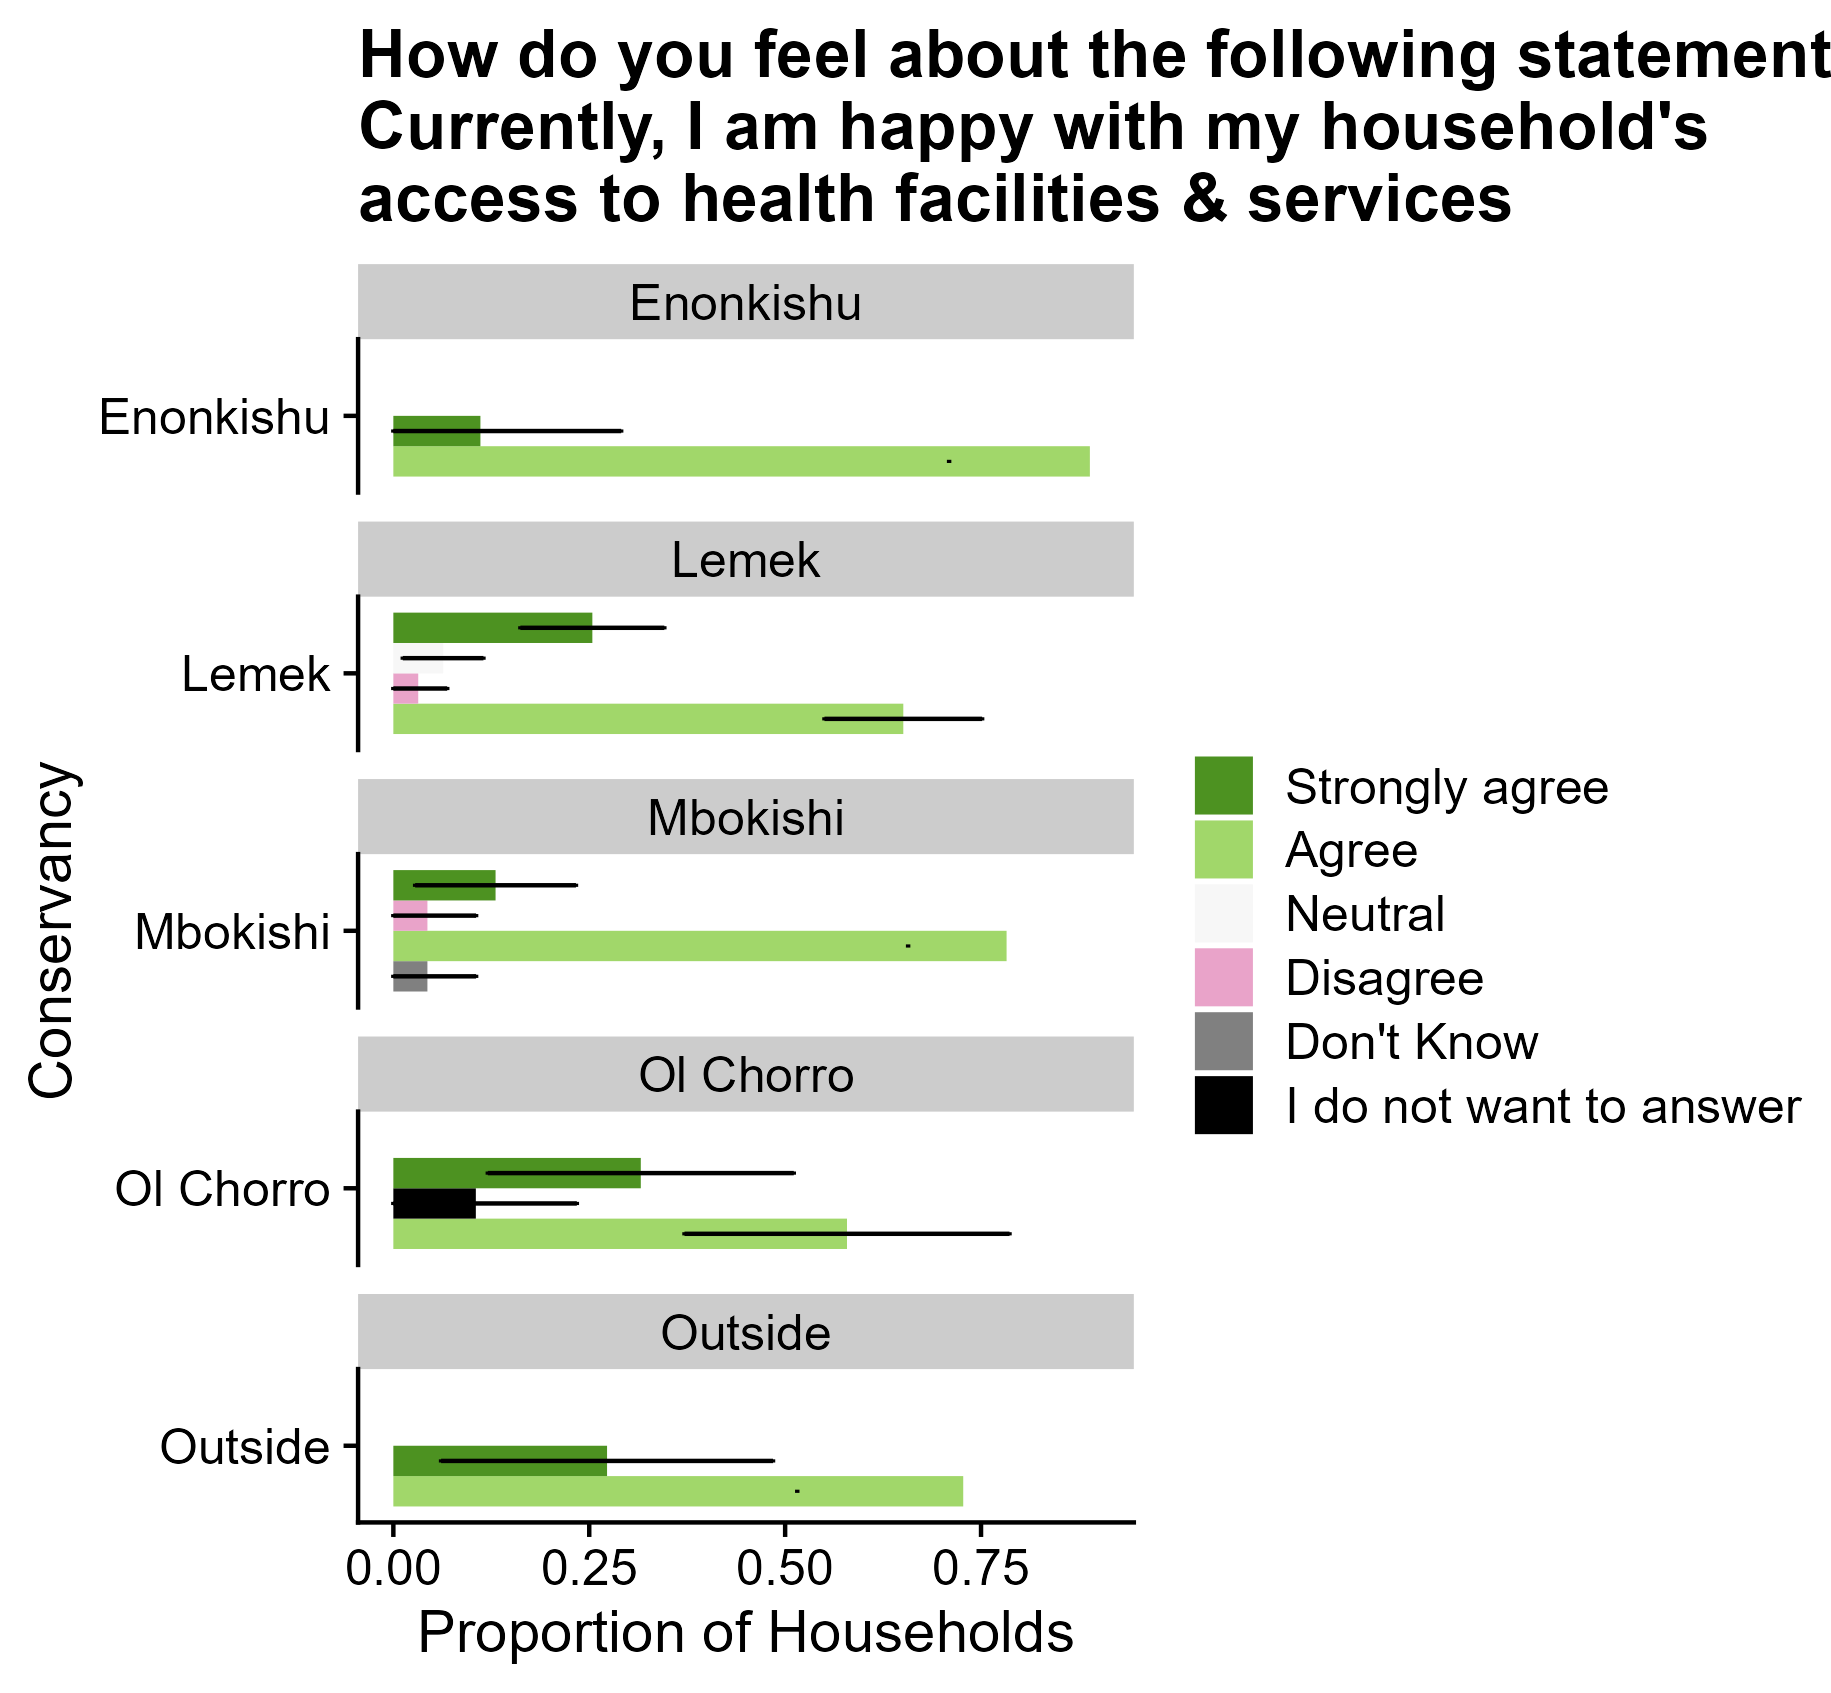 How do you feel about the following statement
Currently, I am happy with my household's
access to health facilities & services
Enonkishu
Enonkishu
Lemek
Lemek
Mbokishi
Mbokishi
Ol Chorro
Ol Chorro
Outside
Outside
0.00 0.25 0.50 0.75
Proportion of Households
Conservancy
Strongly agree
Agree
Neutral
Disagree
Don't Know
I do not want to answer